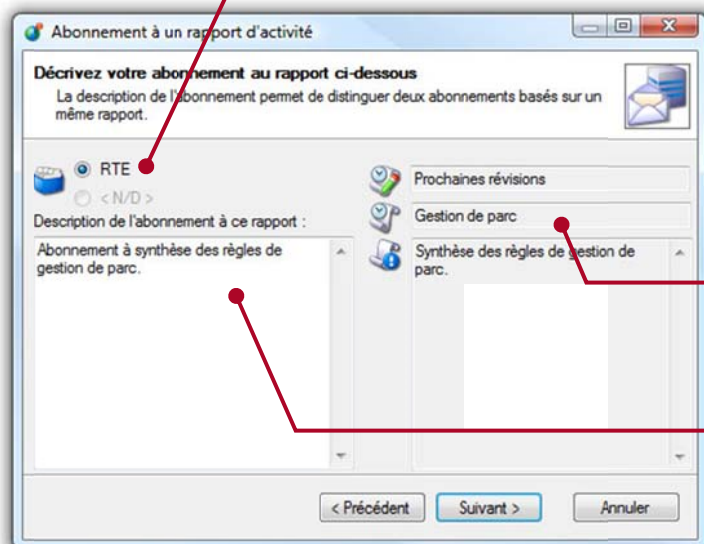 Abonnement à un rapport d'activité
Décrivez votre abonnement au rapport ci-dessous
La description de l'abonnement permet de distinguer deux abonnements basés sur un
même rapport.
RTE
< N/D >
Description de l'abonnement à ce rapport :
Abonnement à synthèse des règles de
gestion de parc.
Prochaines révisions
Gestion de parc
Synthèse des règles de gestion de
parc.
< Précédent
Suivant >
Annuler